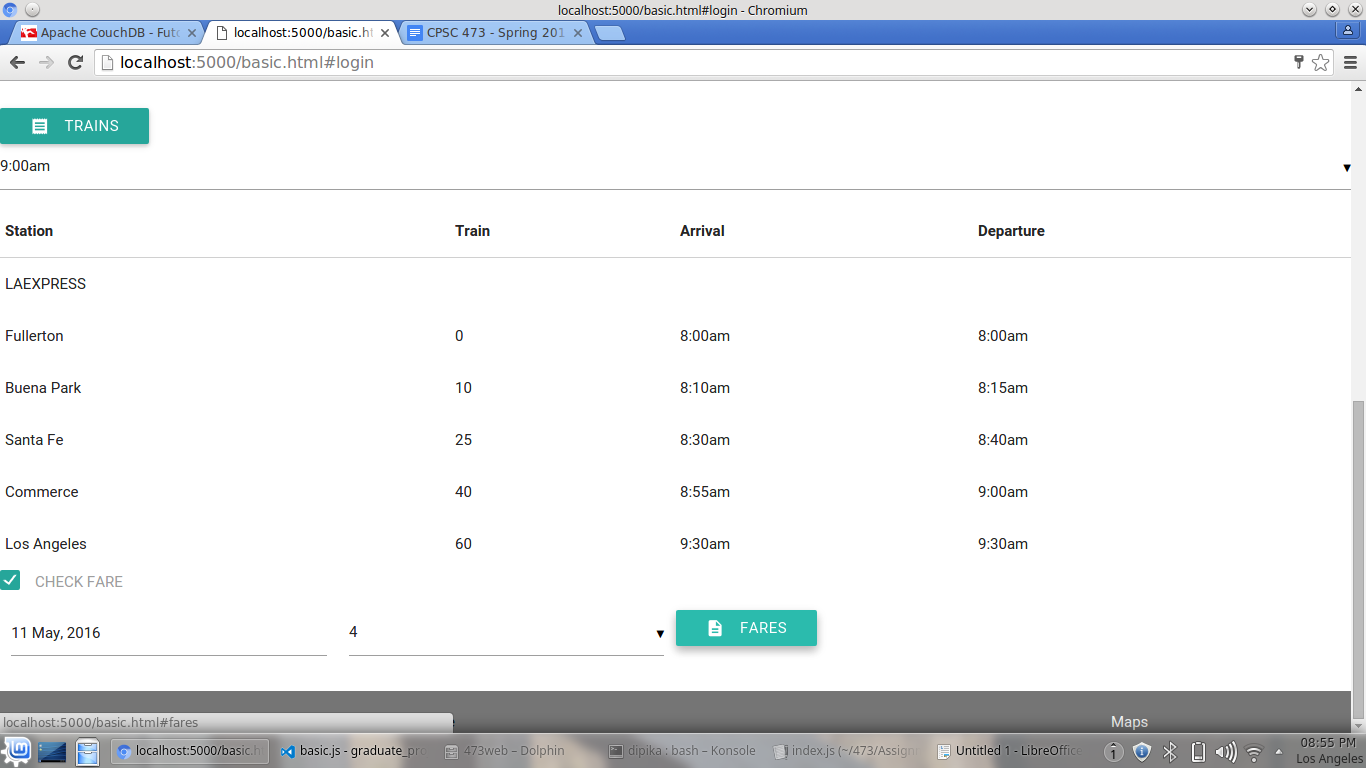 localhost:5000/basic.html#login - Chromium
Apache CouchDB - Fut
localhost:5000/basic.ht
CPSC 473 - Spring 201
localhost:5000/basic.html#login
TRAINS
9:00am
Station Train Arrival Departure
LAEXPRESS
Fullerton 0 8:00am 8:00am
Buena Park 10 8:10am 8:15am
Santa Fe 25 8:30am 8:40am
Commerce 40 8:55am 9:00am
Los Angeles 60 9:30am 9:30am
CHECK FARE
11 May, 2016 4 FARES
localhost:5000/basic.html#fares Maps
localhost:5000/basic.h
basic.js - graduate_pro
473web – Dolphin
dipika : bash – Konsole
index.js (~/473/Assign
Untitled 1 - LibreOffice
1
08:55 PM
Los Angeles